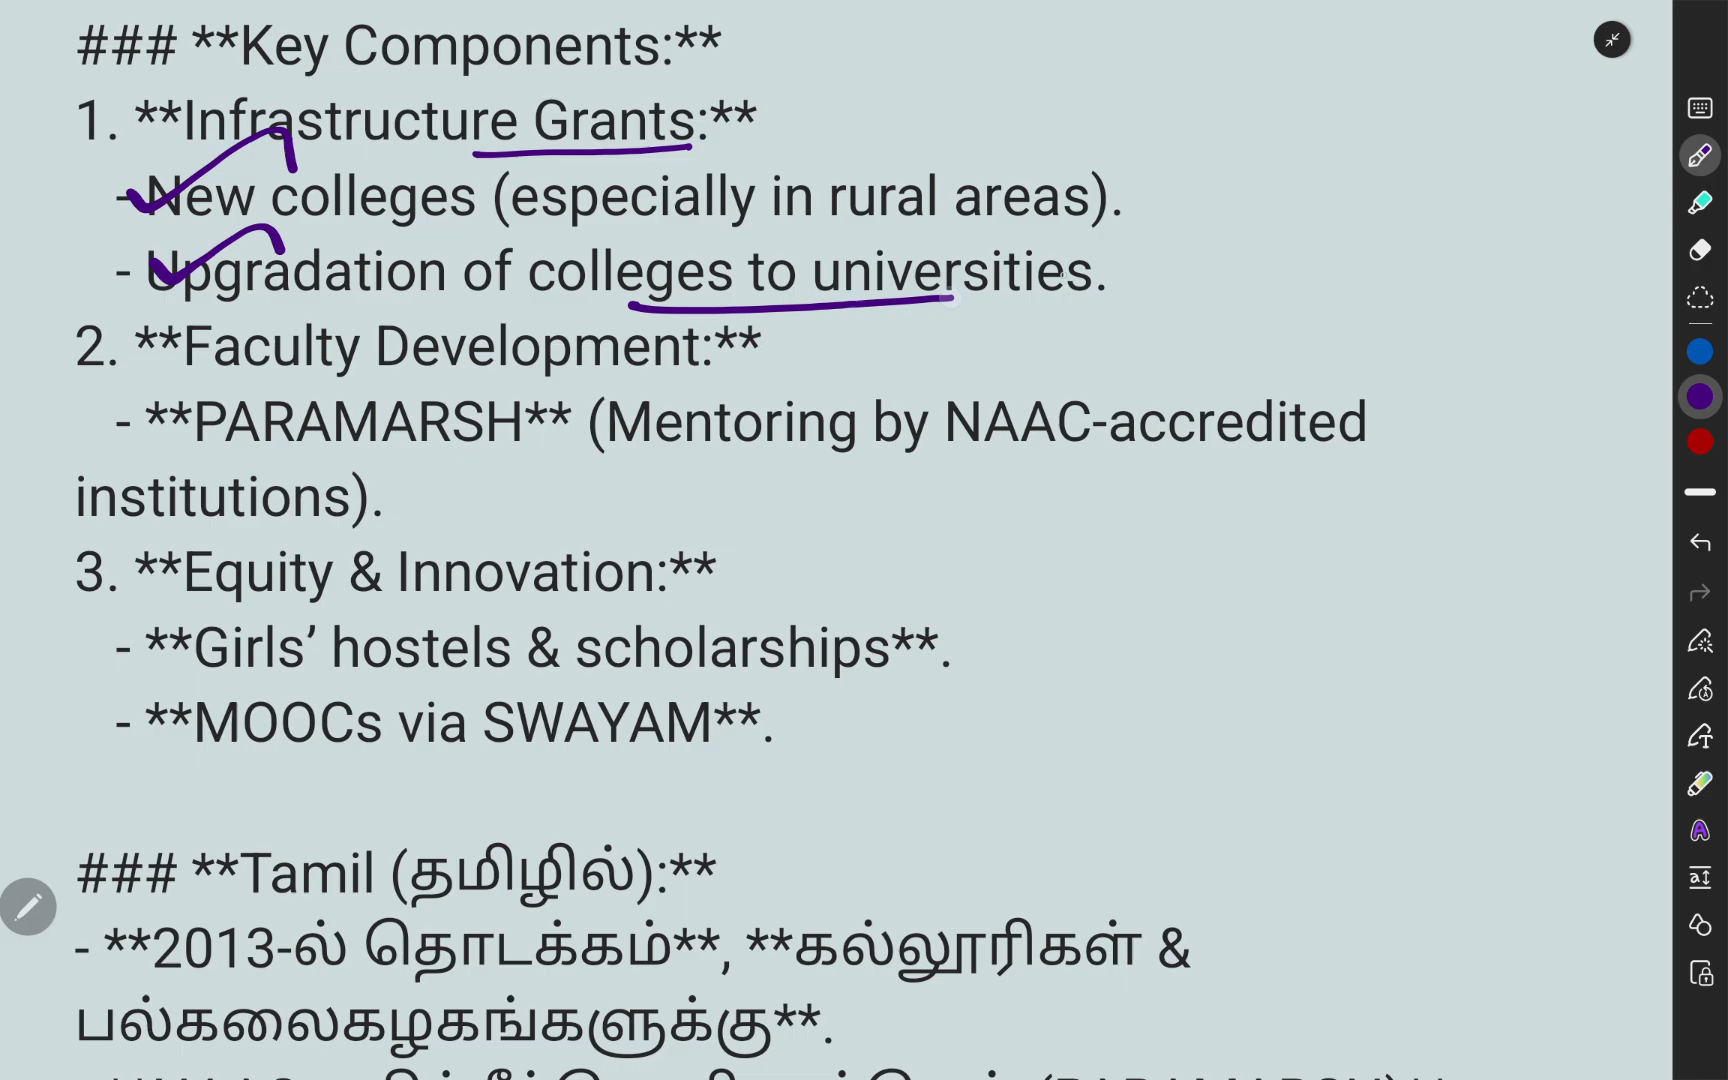 ### **Key Components:**
1. **Infrastructure Grants:**
- New colleges (especially in rural areas).
- Upgradation of colleges to universities.
2. **Faculty Development:**
- **PARAMARSH** (Mentoring by NAAC-accredited
institutions).
3. **Equity & Innovation:**
- **Girls’ hostels & scholarships**.
- **MOOCs via SWAYAM**.
### **Tamil (தமிழில்):**
- **2013-ல் தொடக்கம்**, **கல்லூரிகள் &
பல்கலைகழகங்களுக்கு**.